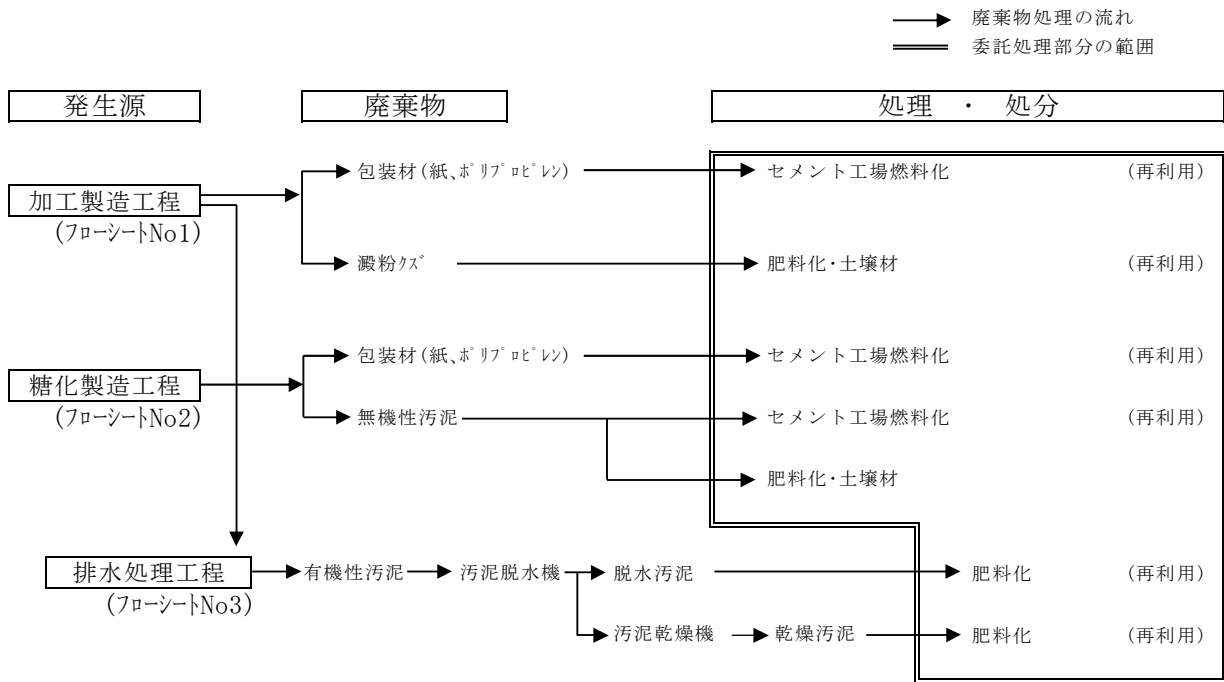 廃棄物処理の流れ
委託処理部分の範囲
発生源 廃棄物 処理 ・ 処分
包装材(紙、ﾎﾟﾘﾌﾟﾛﾋﾟﾚﾝ) セメント工場燃料化 (再利用)
加工製造工程
(ﾌﾛｰｼｰﾄNo1)
澱粉ｸｽﾞ 肥料化・土壌材 (再利用)
包装材(紙、ﾎﾟﾘﾌﾟﾛﾋﾟﾚﾝ) セメント工場燃料化 (再利用)
糖化製造工程
(ﾌﾛｰｼｰﾄNo2)
無機性汚泥 セメント工場燃料化 (再利用)
肥料化・土壌材
排水処理工程 有機性汚泥 汚泥脱水機 脱水汚泥 肥料化 (再利用)
(ﾌﾛｰｼｰﾄNo3)
汚泥乾燥機 乾燥汚泥 肥料化 (再利用)